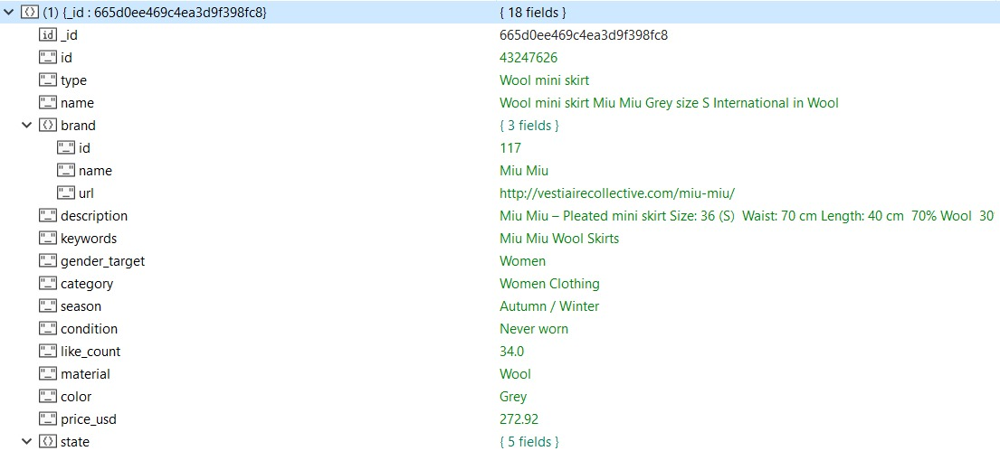 (1) {_id : 665d0ee469c4ea3d9f398fc8} { 18 fields }
_id 665d0ee469c4ea3d9f398fc8
id 43247626
type Wool mini skirt
name Wool mini skirt Miu Miu Grey size S International in Wool
brand { 3 fields }
id 117
name Miu Miu
url http://vestiairecollective.com/miu-miu/
description Miu Miu – Pleated mini skirt Size: 36 (S)  Waist: 70 cm Length: 40 cm  70% Wool  30
keywords Miu Miu Wool Skirts
gender_target Women
category Women Clothing
season Autumn / Winter
condition Never worn
like_count 34.0
material Wool
color Grey
price_usd 272.92
state { 5 fields }